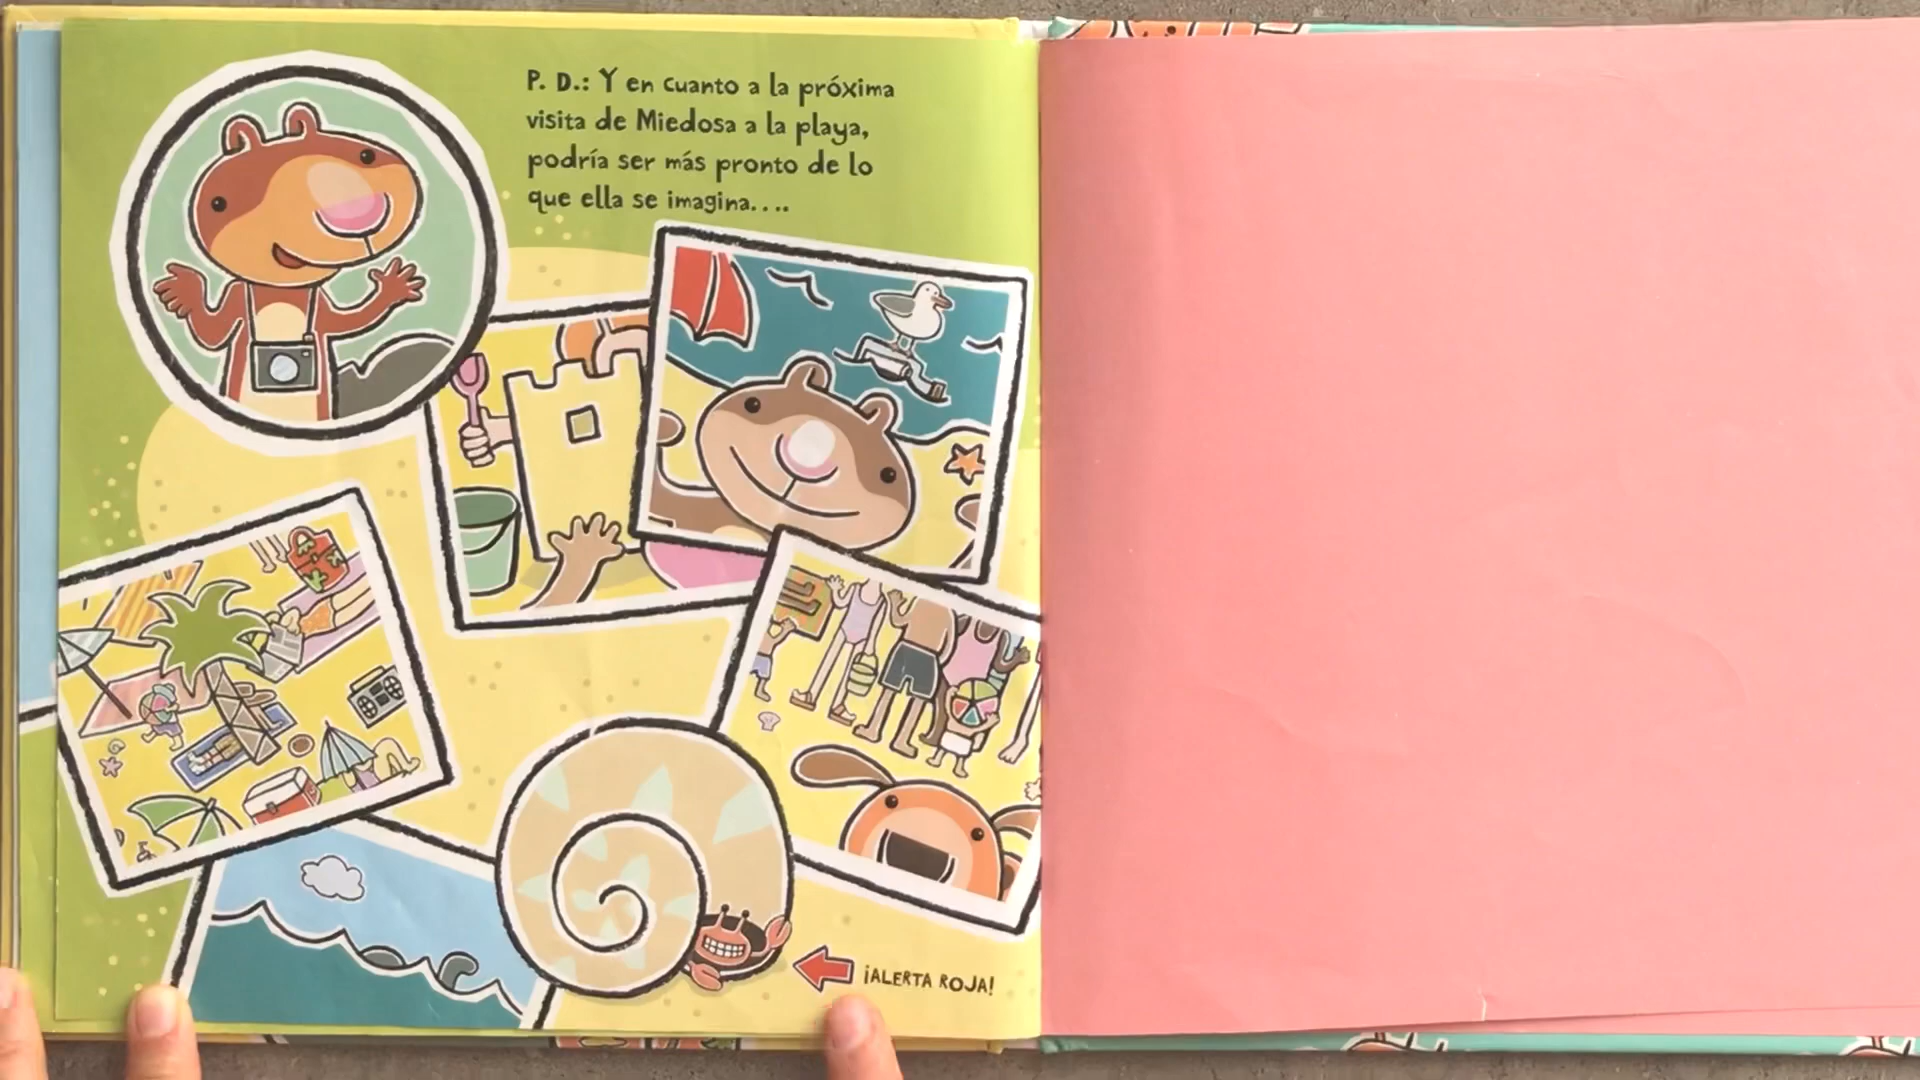 P. D.: Y en cuanto a la próxima
visita de Miedosa a la playa,
podría ser más pronto de lo
que ella se imagina....
¡ALERTA ROJA!